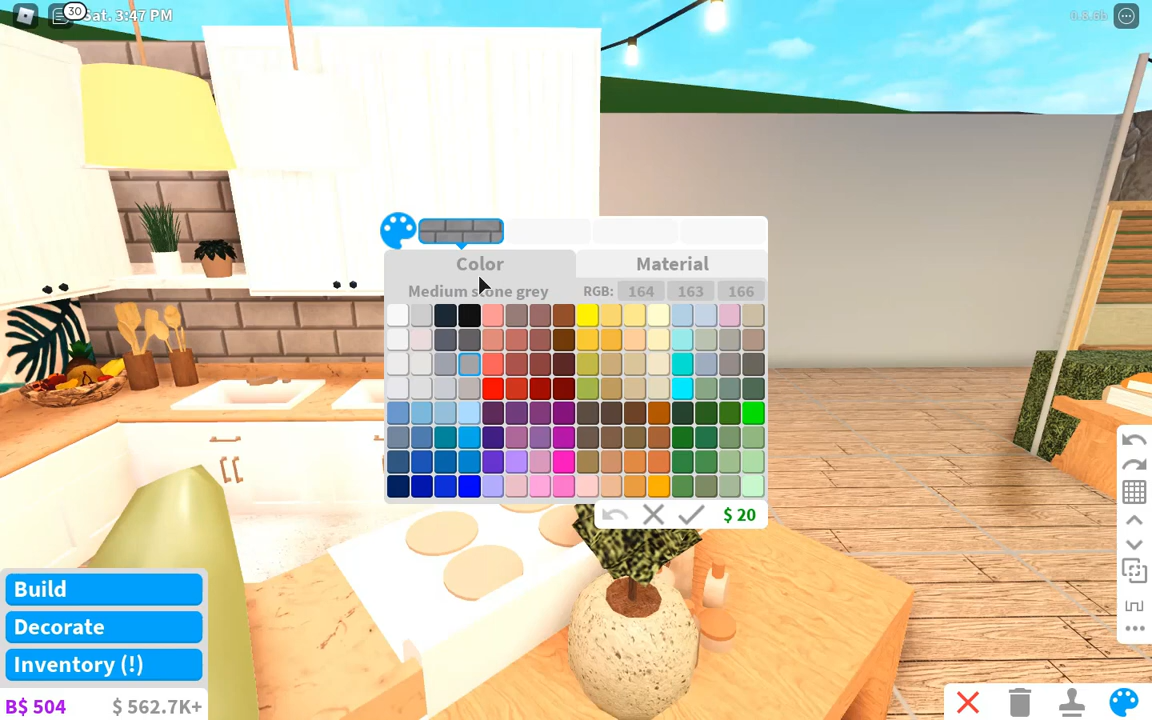 30
Sat. 3:47 PM
Color
Material
Medium stone grey
RGB: 164 163 166
$ 20
Build
Decorate
Inventory (!)
B$ 504
$ 562.7K+